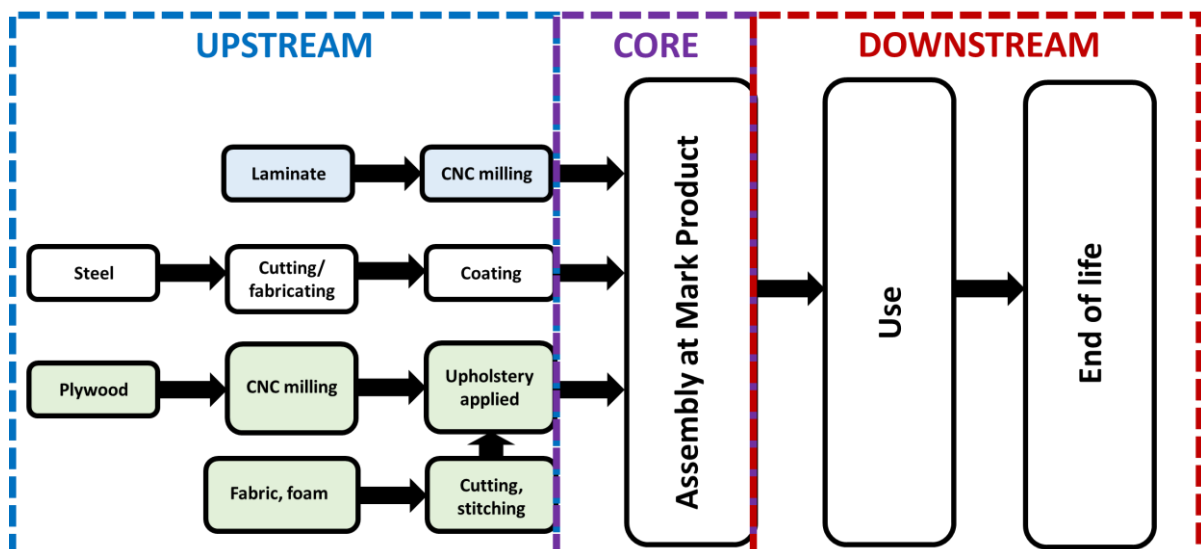 UPSTREAM
CORE
DOWNSTREAM
Laminate
CNC milling
Steel
Cutting/
fabricating
Coating
Plywood
CNC milling
Upholstery
applied
Fabric, foam
Cutting,
stitching
Assembly at Mark Product
Use
End of life